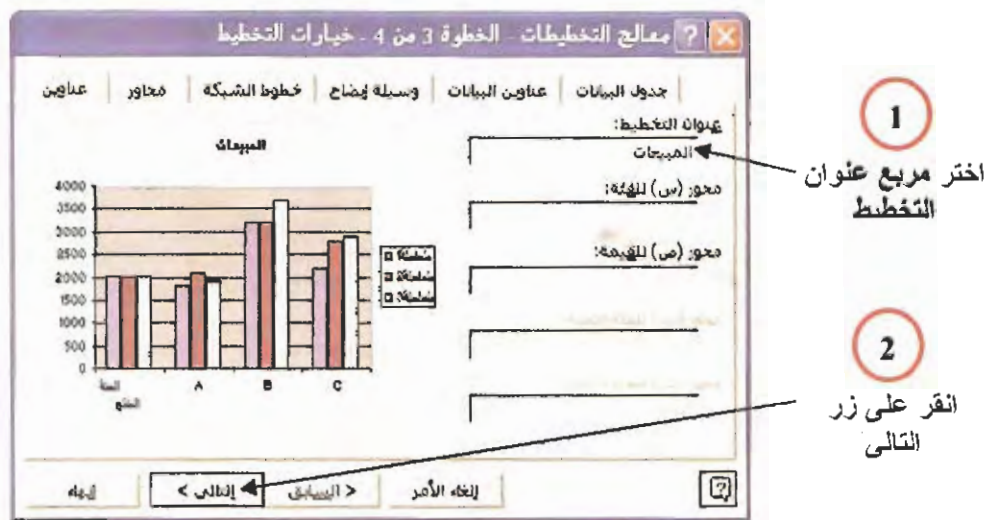 معالج التخطيطات - الخطوة 3 من 4 - خيارات التخطيط
عناوين
محاور
خطوط الشبكة
وسيلة إيضاح
عناوين البيانات
جدول البيانات
عنوان التخطيط:
المبيعات
محور (س) للفئة:
محور (ص) للقيمة:
المبيعات
4000
3500
3000
2500
2000
1500
1000
500
0
A
B
C
إلغاء الأمر
< السابق
التالي >
إنهاء
1
اختر مربع عنوان
التخطيط
2
انقر على زر
التالى